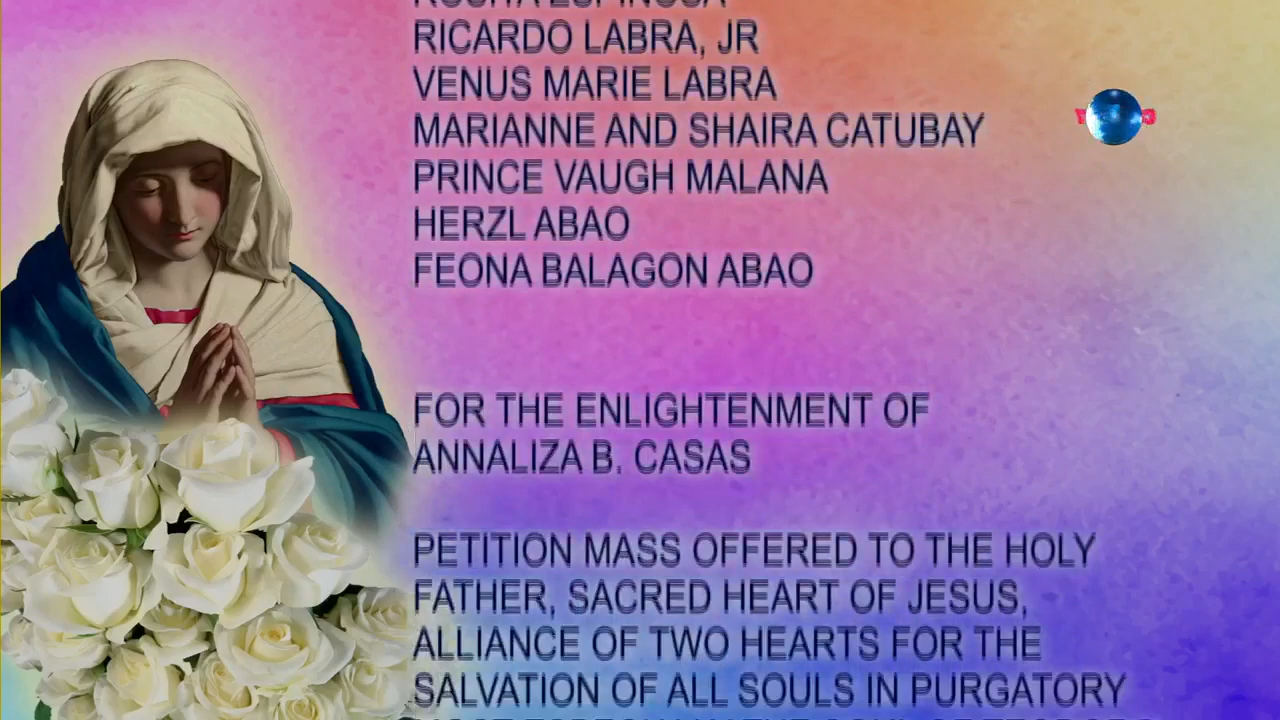 ROSITA ESPINOSA
RICARDO LABRA, JR
VENUS MARIE LABRA
MARIANNE AND SHAIRA CATUBAY
PRINCE VAUGH MALANA
HERZL ABAO
FEONA BALAGON ABAO
FOR THE ENLIGHTENMENT OF
ANNALIZA B. CASAS
PETITION MASS OFFERED TO THE HOLY
FATHER, SACRED HEART OF JESUS,
ALLIANCE OF TWO HEARTS FOR THE
SALVATION OF ALL SOULS IN PURGATORY